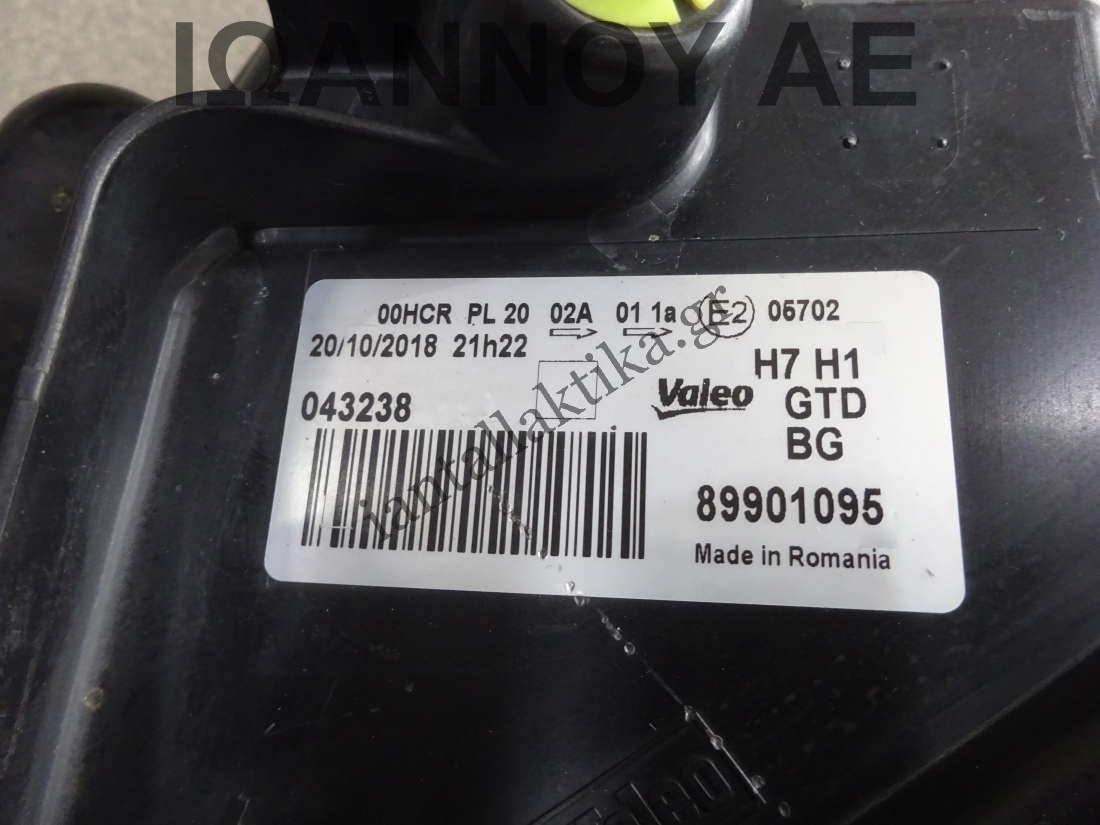 ΙΩΑΝΝΟΥ ΑΕ
00HCR PL 20 02A 01 1a E2 05702
20/10/2018 21h22
H7 H1
043238
Valeo
GTD
BG
iantallaktika.gr
89901095
Made in Romania